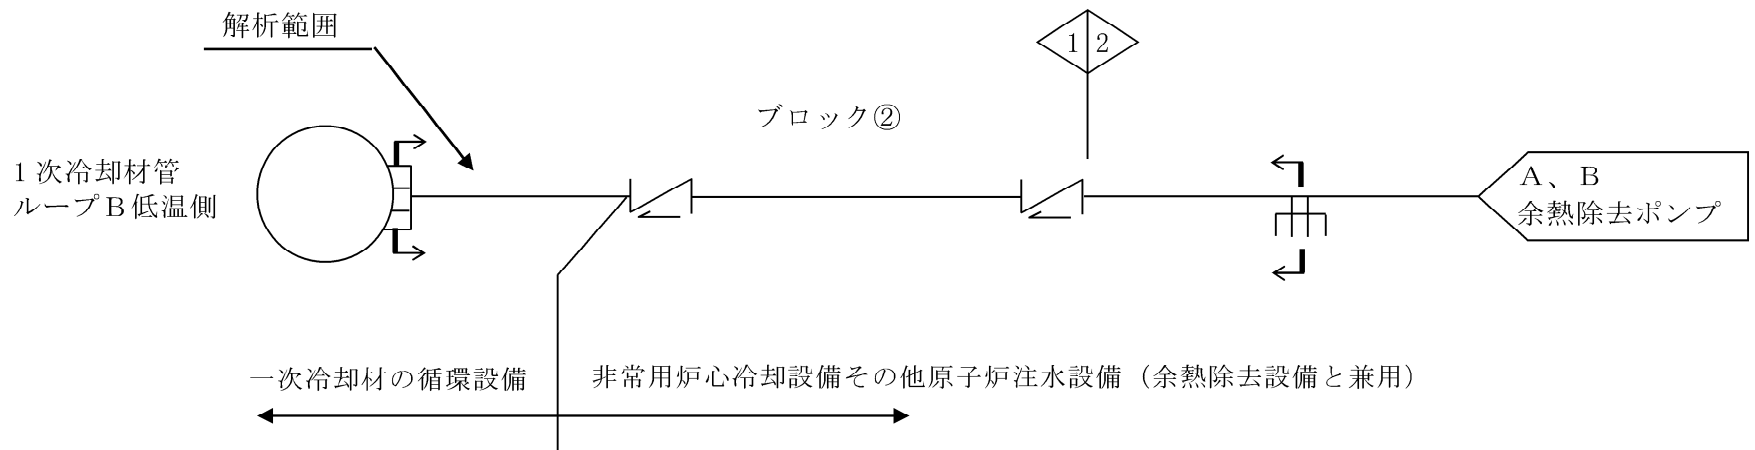 解析範囲
1 2
ブロック②
1次冷却材管
ループB低温側
A、B
余熱除去ポンプ
一次冷却材の循環設備
非常用炉心冷却設備その他原子炉注水設備（余熱除去設備と兼用）